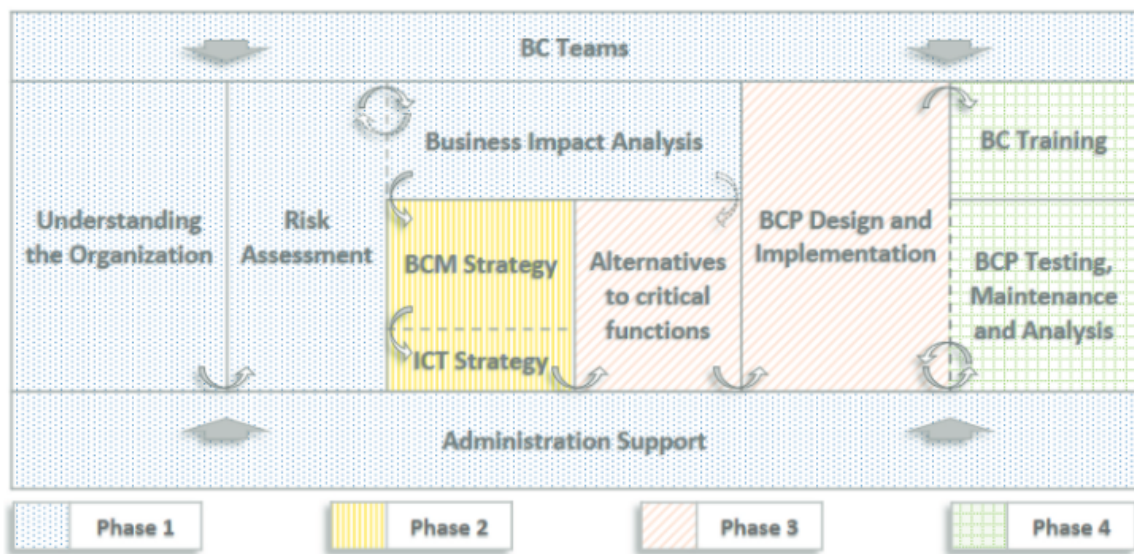 BC Teams
Understanding
the Organization
Risk
Assessment
Business Impact Analysis
BCM Strategy
ICT Strategy
Alternatives
to critical
functions
BCP Design and
Implementation
BC Training
BCP Testing,
Maintenance
and Analysis
Administration Support
Phase 1
Phase 2
Phase 3
Phase 4